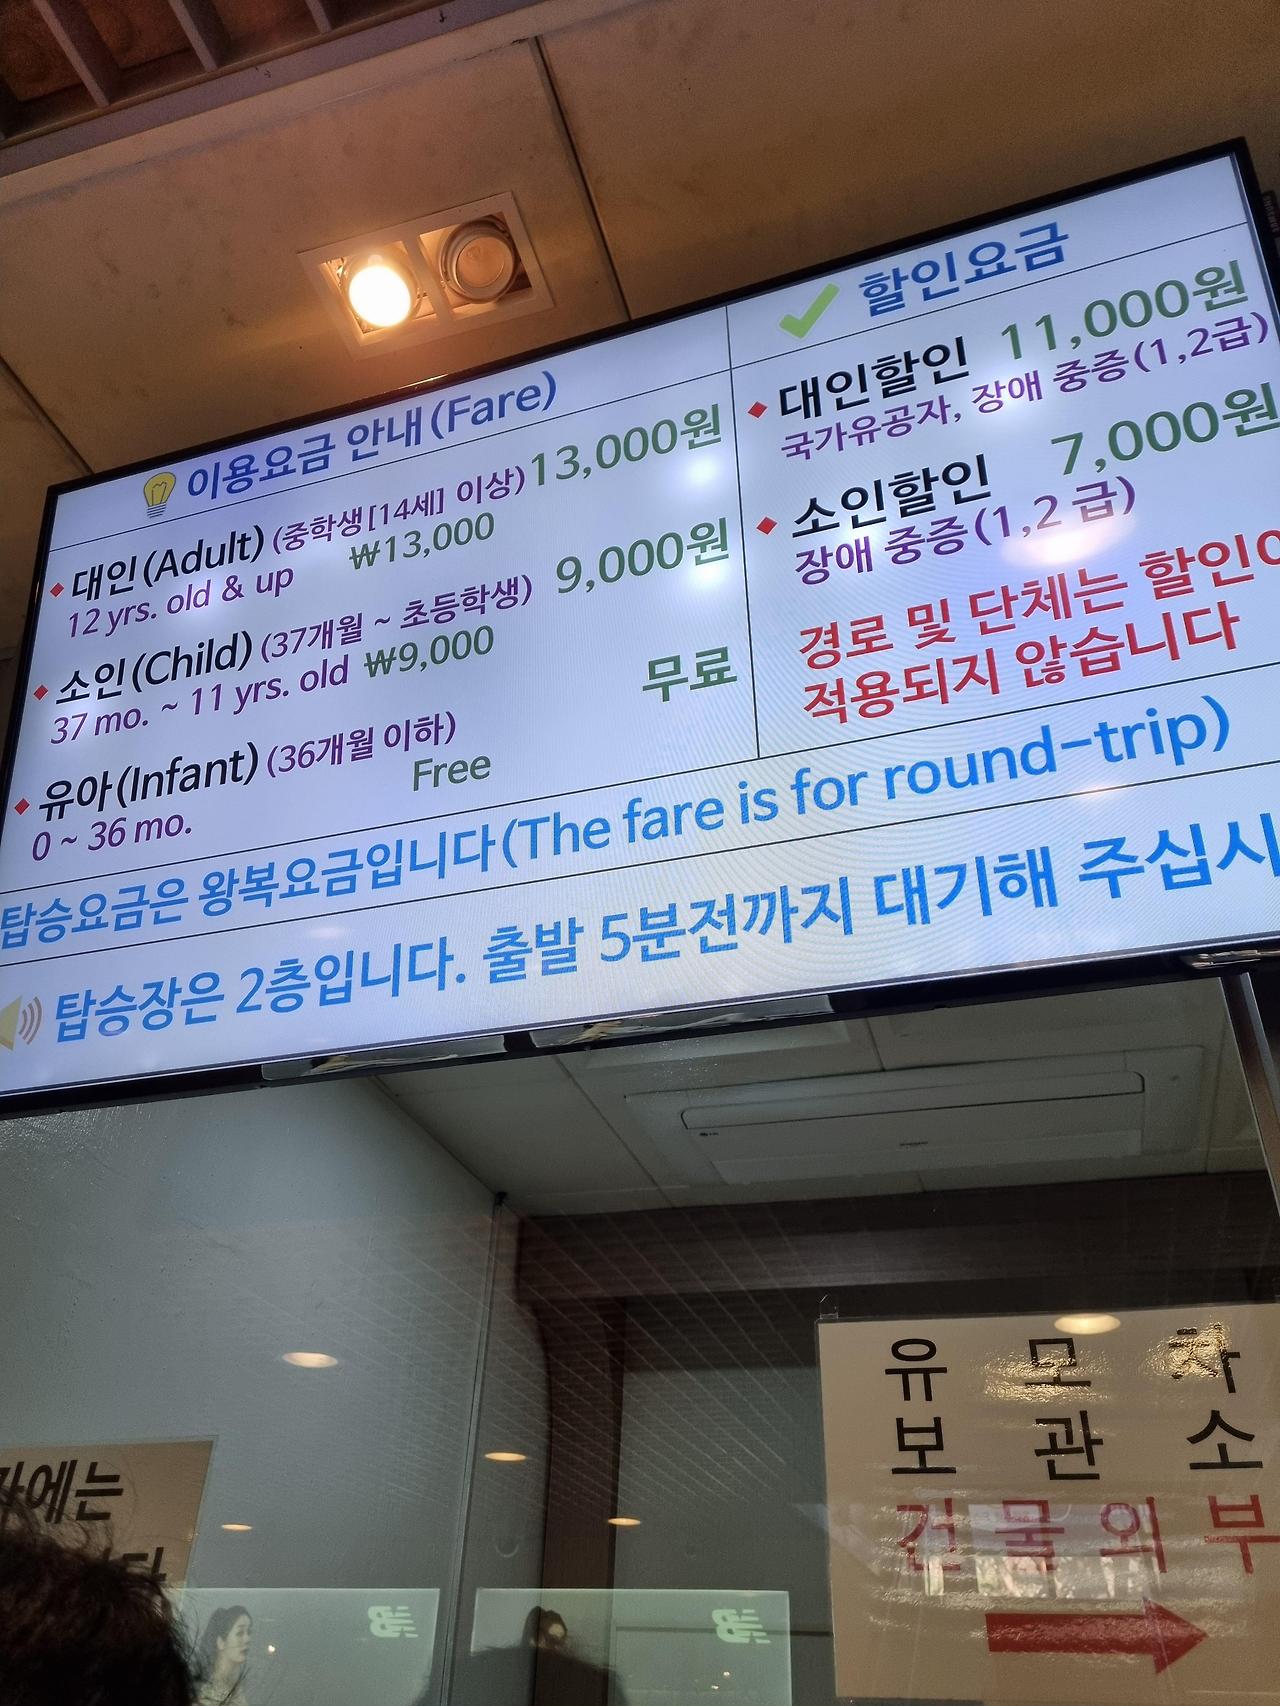 이용요금 안내(Fare)
대인(Adult) (중학생[14세] 이상) 13,000원
12 yrs. old & up ₩13,000
소인(Child) (37개월 ~ 초등학생) 9,000원
37 mo. ~ 11 yrs. old ₩9,000
유아(Infant) (36개월 이하) 무료
0 ~ 36 mo. Free
할인요금
대인할인 11,000원
국가유공자, 장애 중증(1,2급)
소인할인 7,000원
장애 중증(1,2 급)
경로 및 단체는 할인이
적용되지 않습니다
탑승요금은 왕복요금입니다(The fare is for round-trip)
탑승장은 2층입니다. 출발 5분전까지 대기해 주십시
유 모 차
보 관 소
건 물 외 부
자에는